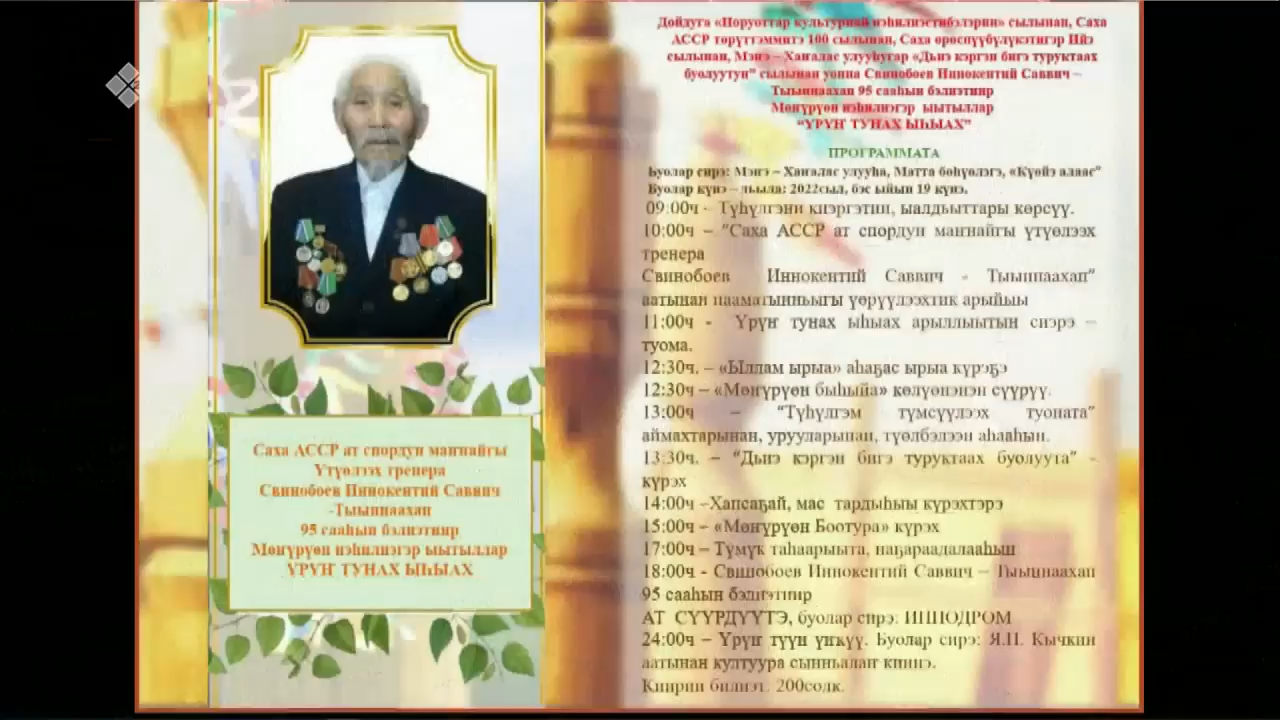 Саха АССР ат спордун маҥнайгы
Үтүөлээх тренера
Свинобоев Иннокентий Саввич
-Тыыннаахап
95 сааһын бэлиэтиир
Мөҥүрүөн нэһилиэгэр ыытыллар
ҮРҮҤ ТУНАХ ЫҺЫАХ
Дойдуга «Норуоттар культурнай нэһилиэстибэлэрин» сылынан, Саха
АССР төрүттэммитэ 100 сылынан, Саха өрөспүүбүлүкэтигэр Ийэ
сылынан, Мэҥэ – Хаҥалас улууһугар «Дьиэ кэргэн бигэ туруктаах
буолуутун” сылынан уонна Свинобоев Иннокентий Саввич –
Тыыннаахап 95 сааһын бэлиэтиир
Мөҥүрүөн нэһилиэгэр ыытыллар
“ҮРҮҤ ТУНАХ ЫҺЫАХ”
ПРОГРАММАТА
Буолар сирэ: Мэҥэ – Хаҥалас улууһа, Матта бөһүөлэгэ, «Күөйэ алаас”
Буолар күнэ – дьыла: 2022сыл, бэс ыйын 19 күнэ.
09:00ч - Түһүлгэни киэргэтии, ыалдьыттары көрсүү.
10:00ч – “Саха АССР ат спордун маҥнайгы үтүөлээх
тренера
Свинобоев Иннокентий Саввич - Тыыннаахап”
аатынан пааматынньыгы үөрүүлээхтик арыйыы
11:00ч - Үрүҥ тунах ыһыах арыллыытын сиэрэ –
туома.
12:30ч. – «Ыллам ырыа» аһаҕас ырыа күрэҕэ
12:30ч – «Мөҥүрүөн быһыйа» көлүөнэнэн сүүрүү.
13:00ч – “Түһүлгэм түмсүүлээх туоната”
аймахтарынан, урууларынан, түөлбэлээн аһааһын.
13:30ч. – “Дьиэ кэргэн бигэ туруктаах буолуута” -
күрэх
14:00ч –Хапсаҕай, мас тардыһыы күрэхтэрэ
15:00ч – «Мөҥүрүөн Боотура» күрэх
17:00ч – Түмүк таһаарыыта, наҕараадалааһын
18:00ч - Свинобоев Иннокентий Саввич – Тыыннаахап
95 сааһын бэлиэтиир
АТ СҮҮРДҮҮТЭ, буолар сирэ: ИППОДРОМ
24:00ч – Үрүҥ түүн үҥкүү. Буолар сирэ: Я.П. Кычкин
аатынан култуура сынньалаҥ киинэ.
Киирии билиэт. 200солк.